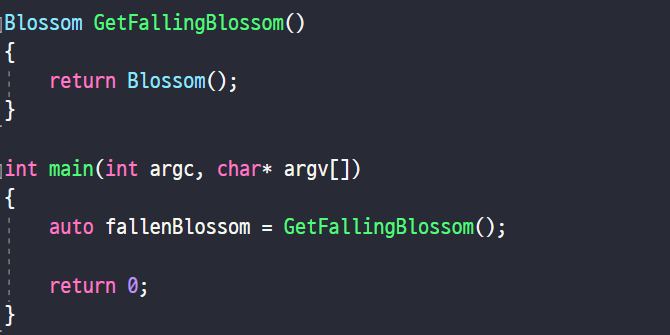 Blossom GetFallingBlossom()
{
    return Blossom();
}
int main(int argc, char* argv[])
{
    auto fallenBlossom = GetFallingBlossom();
    return 0;
}